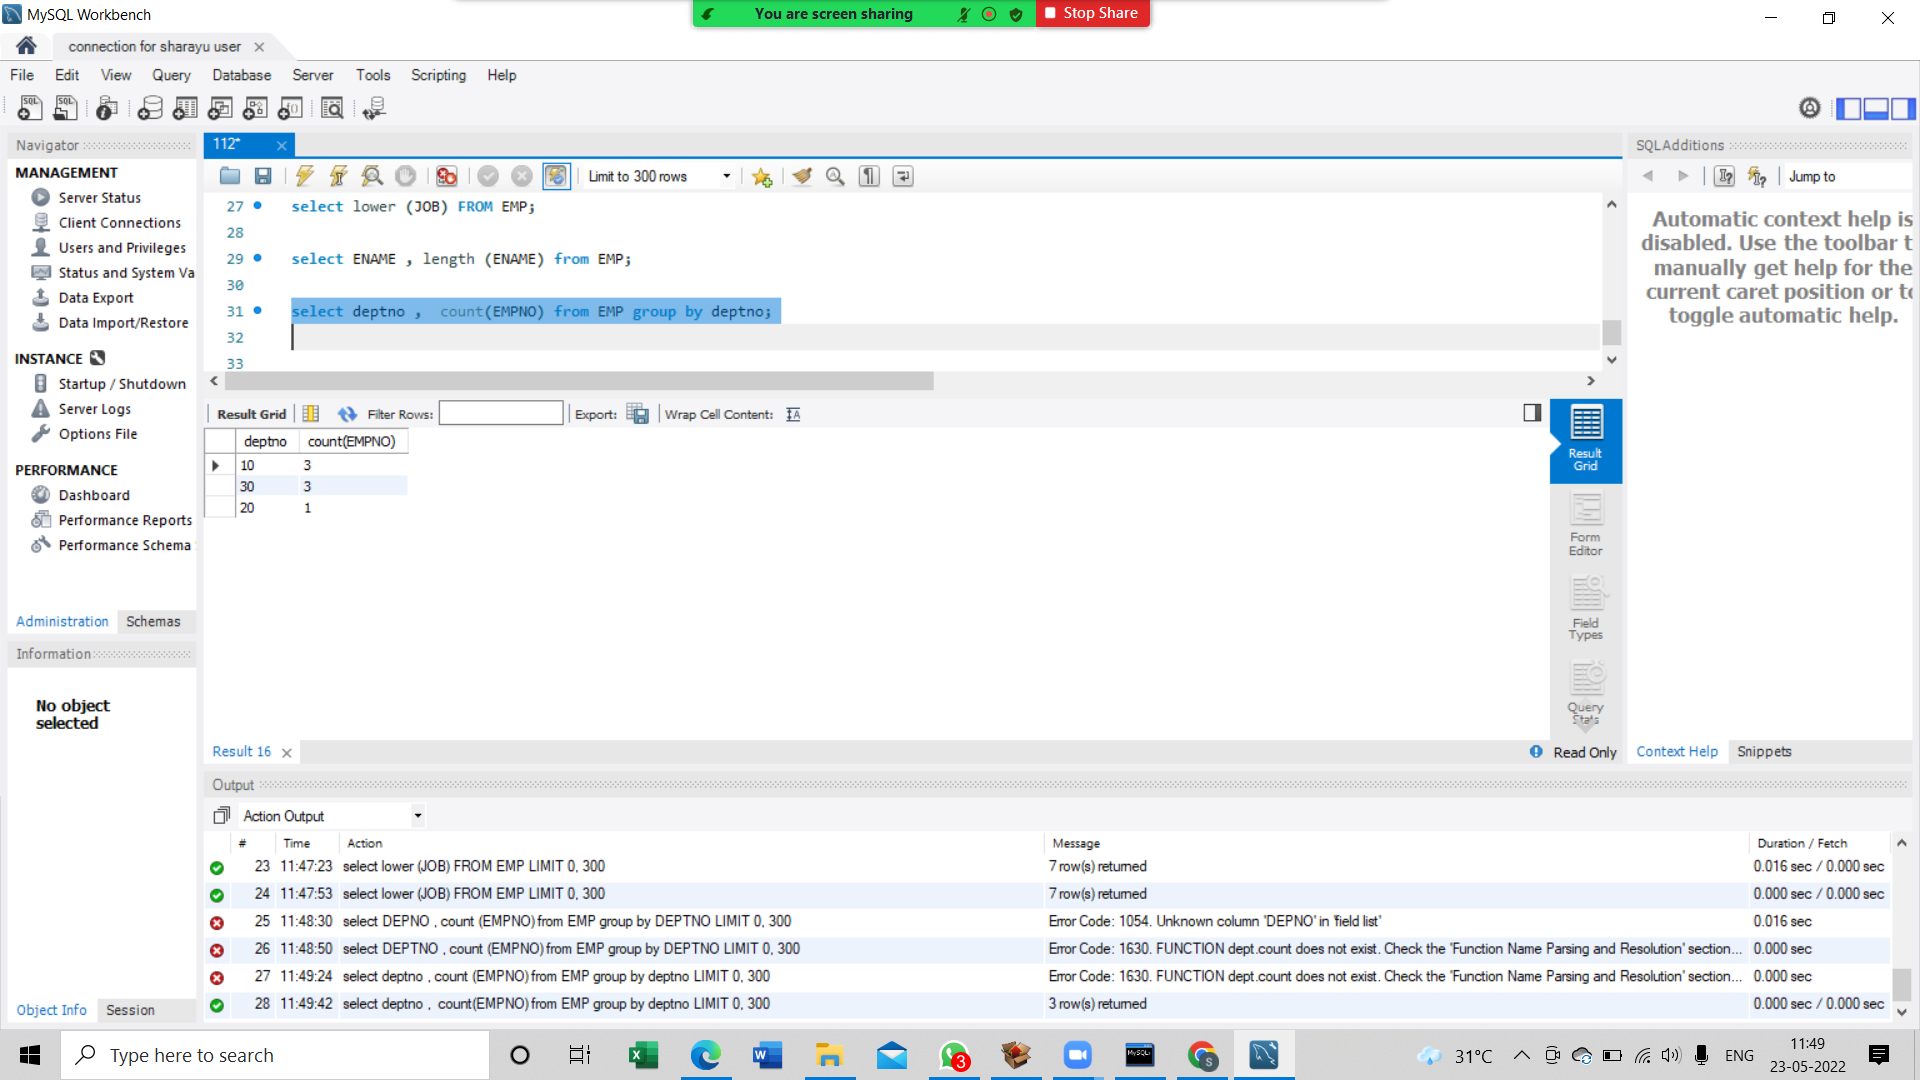 MySQL Workbench
You are screen sharing
Stop Share
connection for sharayu user
File Edit View Query Database Server Tools Scripting Help
Navigator
MANAGEMENT
Server Status
Client Connections
Users and Privileges
Status and System Va
Data Export
Data Import/Restore
INSTANCE
Startup / Shutdown
Server Logs
Options File
PERFORMANCE
Dashboard
Performance Reports
Performance Schema
Administration Schemas
Information
No object
selected
Object Info Session
112*
Limit to 300 rows
27 select lower (JOB) FROM EMP;
28
29 select ENAME , length (ENAME) from EMP;
30
31 select deptno ,  count(EMPNO) from EMP group by deptno;
32
33
Result Grid Filter Rows: Export: Wrap Cell Content:
deptno count(EMPNO)
10 3
30 3
20 1
Result
Grid
Form
Editor
Field
Types
Query
Stats
Result 16
Read Only
SQLAdditions
Jump to
Automatic context help is
disabled. Use the toolbar t
manually get help for the
current caret position or to
toggle automatic help.
Context Help Snippets
Output
Action Output
# Time Action Message Duration / Fetch
23 11:47:23 select lower (JOB) FROM EMP LIMIT 0, 300 7 row(s) returned 0.016 sec / 0.000 sec
24 11:47:53 select lower (JOB) FROM EMP LIMIT 0, 300 7 row(s) returned 0.000 sec / 0.000 sec
25 11:48:30 select DEPNO , count (EMPNO) from EMP group by DEPTNO LIMIT 0, 300 Error Code: 1054. Unknown column 'DEPNO' in 'field list' 0.016 sec
26 11:48:50 select DEPTNO , count (EMPNO) from EMP group by DEPTNO LIMIT 0, 300 Error Code: 1630. FUNCTION dept.count does not exist. Check the 'Function Name Parsing and Resolution' section... 0.000 sec
27 11:49:24 select deptno , count (EMPNO) from EMP group by deptno LIMIT 0, 300 Error Code: 1630. FUNCTION dept.count does not exist. Check the 'Function Name Parsing and Resolution' section... 0.000 sec
28 11:49:42 select deptno ,  count(EMPNO) from EMP group by deptno LIMIT 0, 300 3 row(s) returned 0.000 sec / 0.000 sec
Type here to search
3
31°C
ENG
11:49
23-05-2022